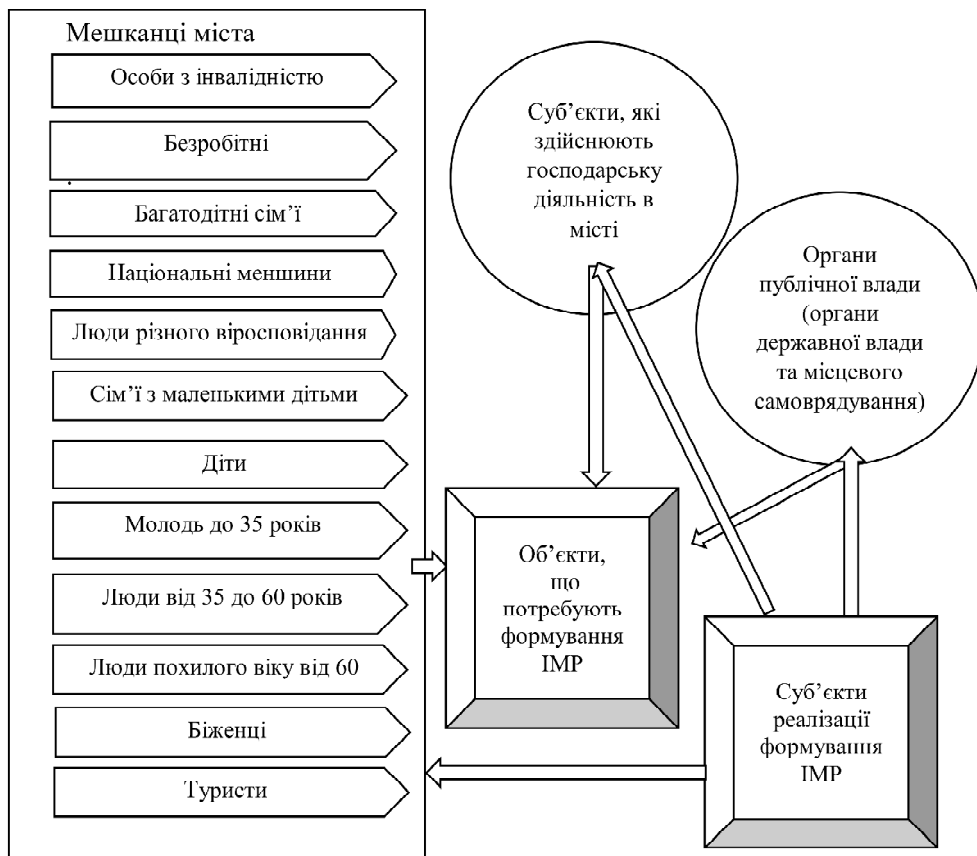 Мешканці міста
Особи з інвалідністю
Безробітні
Багатодітні сім’ї
Національні меншини
Люди різного віросповідання
Сім’ї з маленькими дітьми
Діти
Молодь до 35 років
Люди від 35 до 60 років
Люди похилого віку від 60
Біженці
Туристи
Суб’єкти, які
здійснюють
господарську
діяльність в
місті
Органи
публічної влади
(органи
державної влади
та місцевого
самоврядування)
Об’єкти,
що
потребують
формування
ІМР
Суб’єкти
реалізації
формування
ІМР